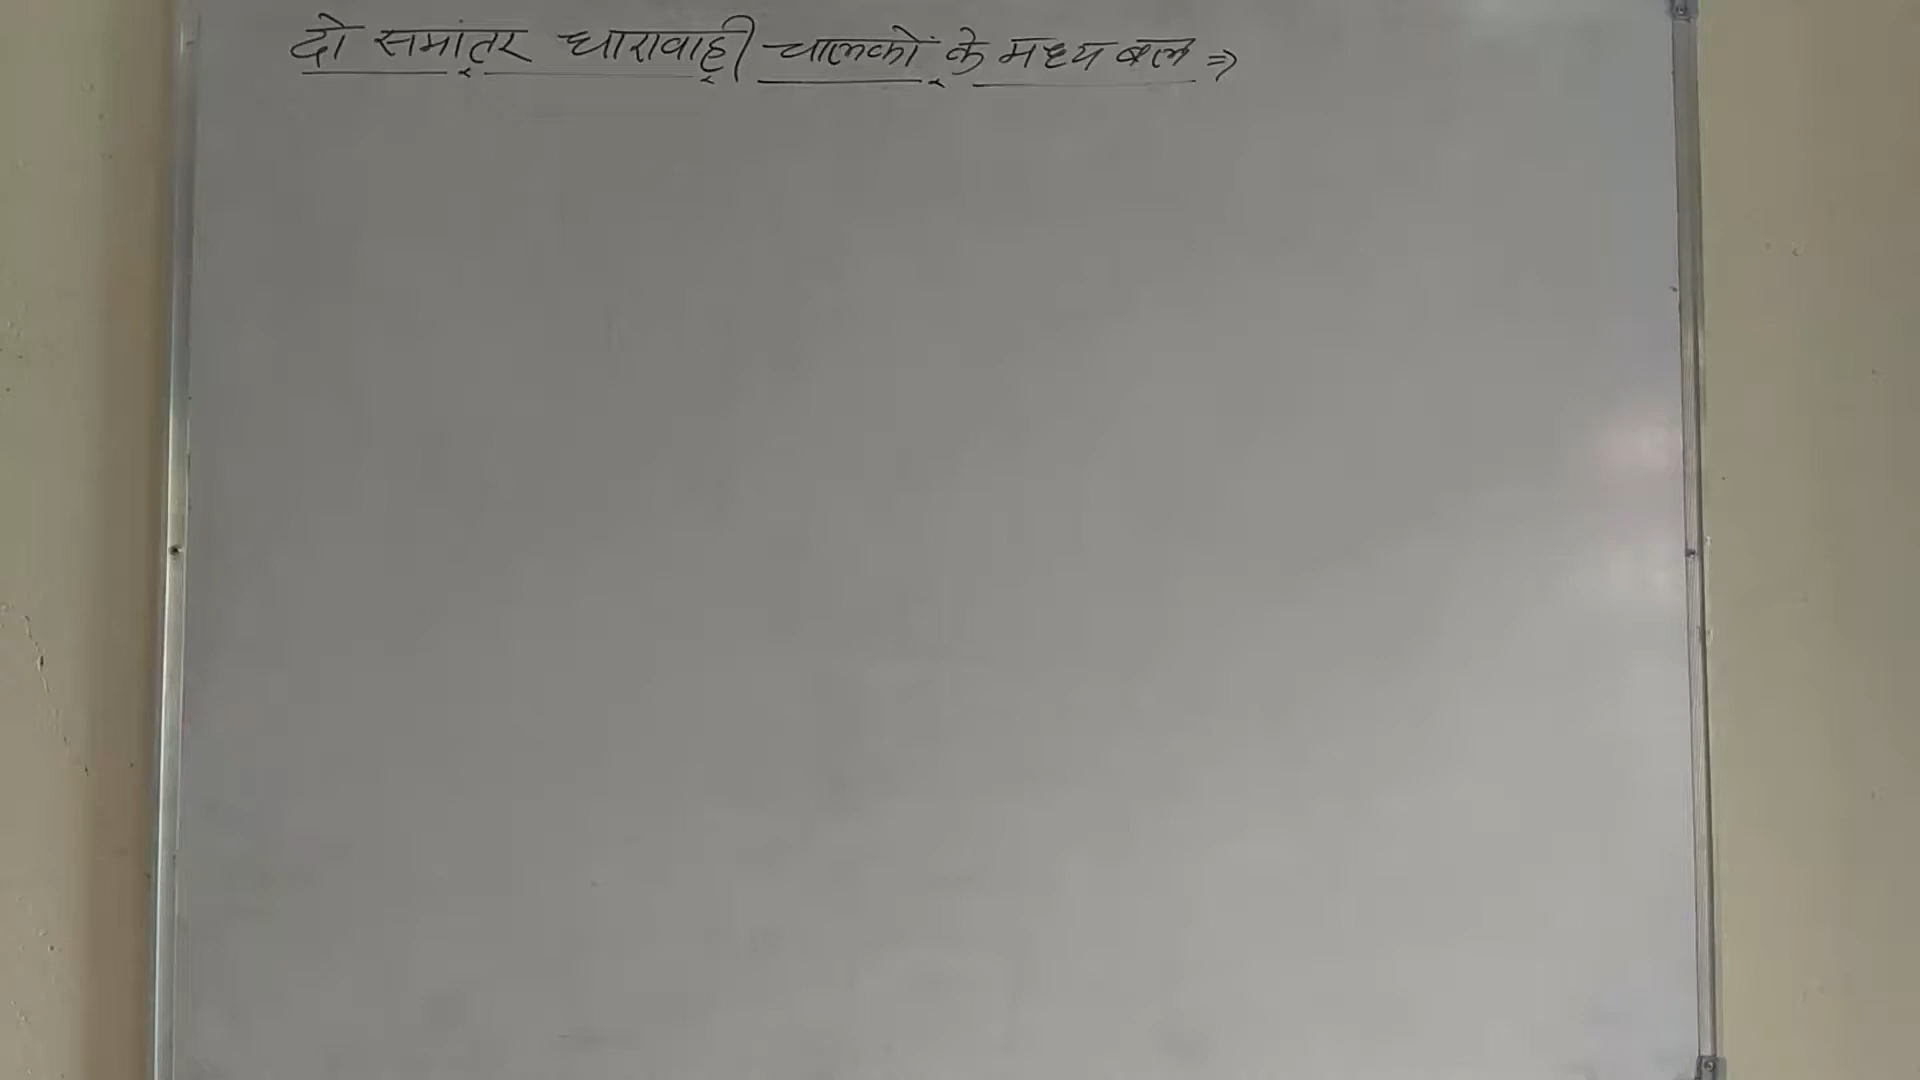 दो समांतर धारावाही चालकों के मध्य बल ⇒